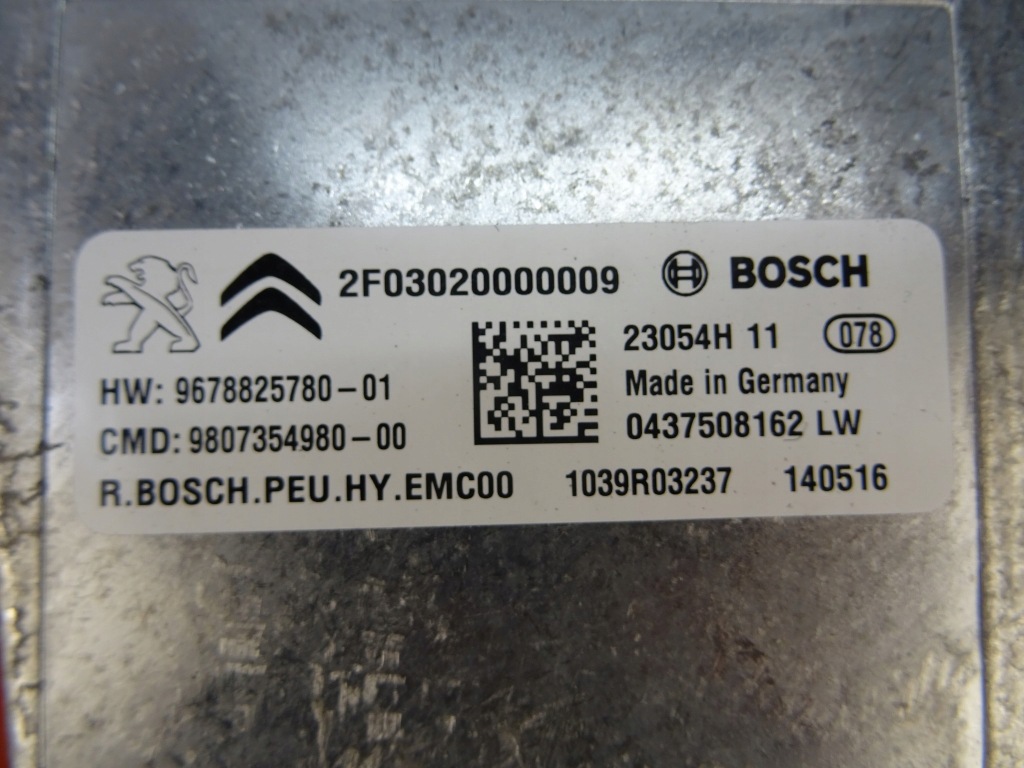 2F03020000009 BOSCH
23054H 11 078
HW: 9678825780-01 Made in Germany
CMD: 9807354980-00 0437508162 LW
R.BOSCH.PEU.HY.EMC00 1039R03237 140516